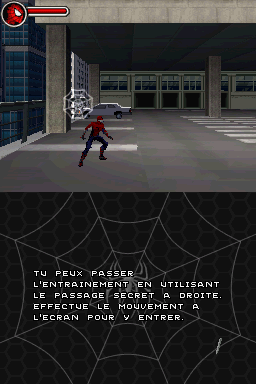 TU PEUX PASSER
L'ENTRAINEMENT EN UTILISANT
LE PASSAGE SECRET A DROITE.
EFFECTUE LE MOUVEMENT A
L'ECRAN POUR Y ENTRER.